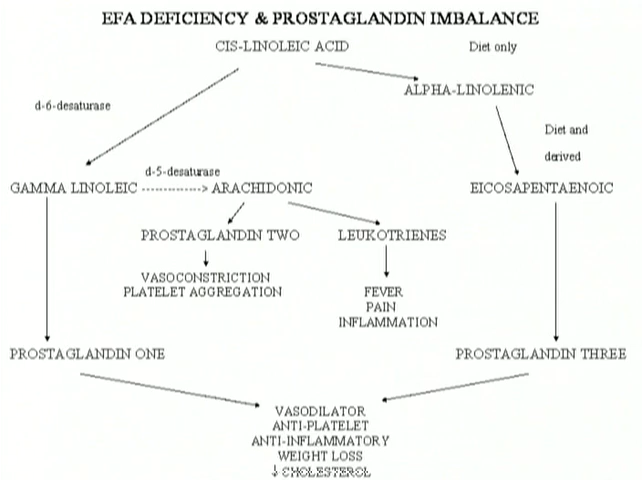 EFA DEFICIENCY & PROSTAGLANDIN IMBALANCE
CIS-LINOLEIC ACID
Diet only
ALPHA-LINOLENIC
d-6-desaturase
Diet and
derived
d-5-desaturase
GAMMA LINOLEIC
ARACHIDONIC
EICOSAPENTAENOIC
PROSTAGLANDIN TWO
LEUKOTRIENES
VASOCONSTRICTION
PLATELET AGGREGATION
FEVER
PAIN
INFLAMMATION
PROSTAGLANDIN ONE
PROSTAGLANDIN THREE
VASODILATOR
ANTI-PLATELET
ANTI-INFLAMMATORY
WEIGHT LOSS
↓ CHOLESTEROL